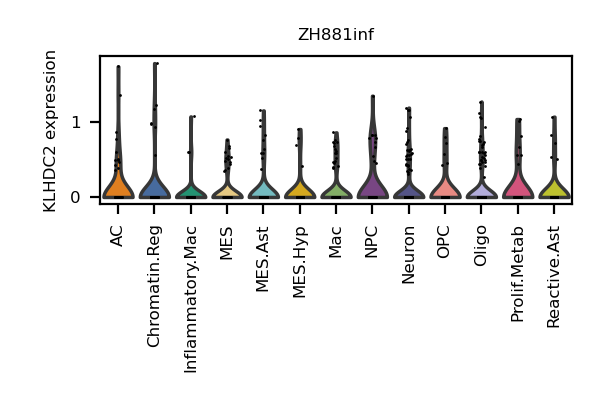 ZH881inf
KLHDC2 expression
1
0
AC
Chromatin.Reg
Inflammatory.Mac
MES
MES.Ast
MES.Hyp
Mac
NPC
Neuron
OPC
Oligo
Prolif.Metab
Reactive.Ast